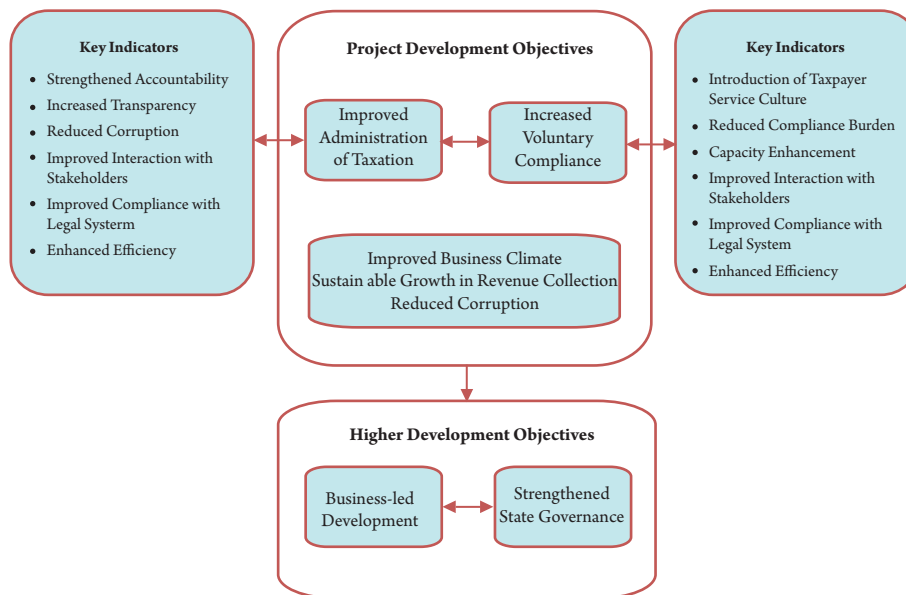 Key Indicators
• Strengthened Accountability
• Increased Transparency
• Reduced Corruption
• Improved Interaction with
Stakeholders
• Improved Compliance with
Legal Systerm
• Enhanced Efficiency
Project Development Objectives
Improved
Administration
of Taxation
Increased
Voluntary
Compliance
Improved Business Climate
Sustain able Growth in Revenue Collection
Reduced Corruption
Key Indicators
• Introduction of Taxpayer
Service Culture
• Reduced Compliance Burden
• Capacity Enhancement
• Improved Interaction with
Stakeholders
• Improved Compliance with
Legal System
• Enhanced Efficiency
Higher Development Objectives
Business-led
Development
Strengthened
State Governance